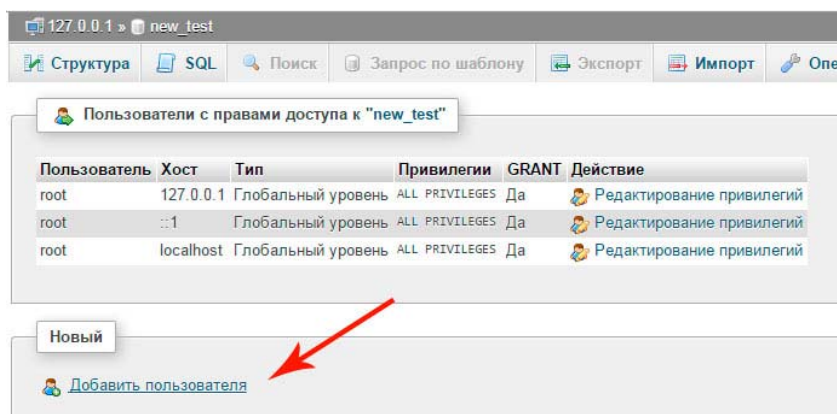 127.0.0.1 » new_test
Структура SQL Поиск Запрос по шаблону Экспорт Импорт Опе
Пользователи с правами доступа к "new_test"
Пользователь Хост Тип Привилегии GRANT Действие
root 127.0.0.1 Глобальный уровень ALL PRIVILEGES Да Редактирование привилегий
root ::1 Глобальный уровень ALL PRIVILEGES Да Редактирование привилегий
root localhost Глобальный уровень ALL PRIVILEGES Да Редактирование привилегий
Новый
Добавить пользователя